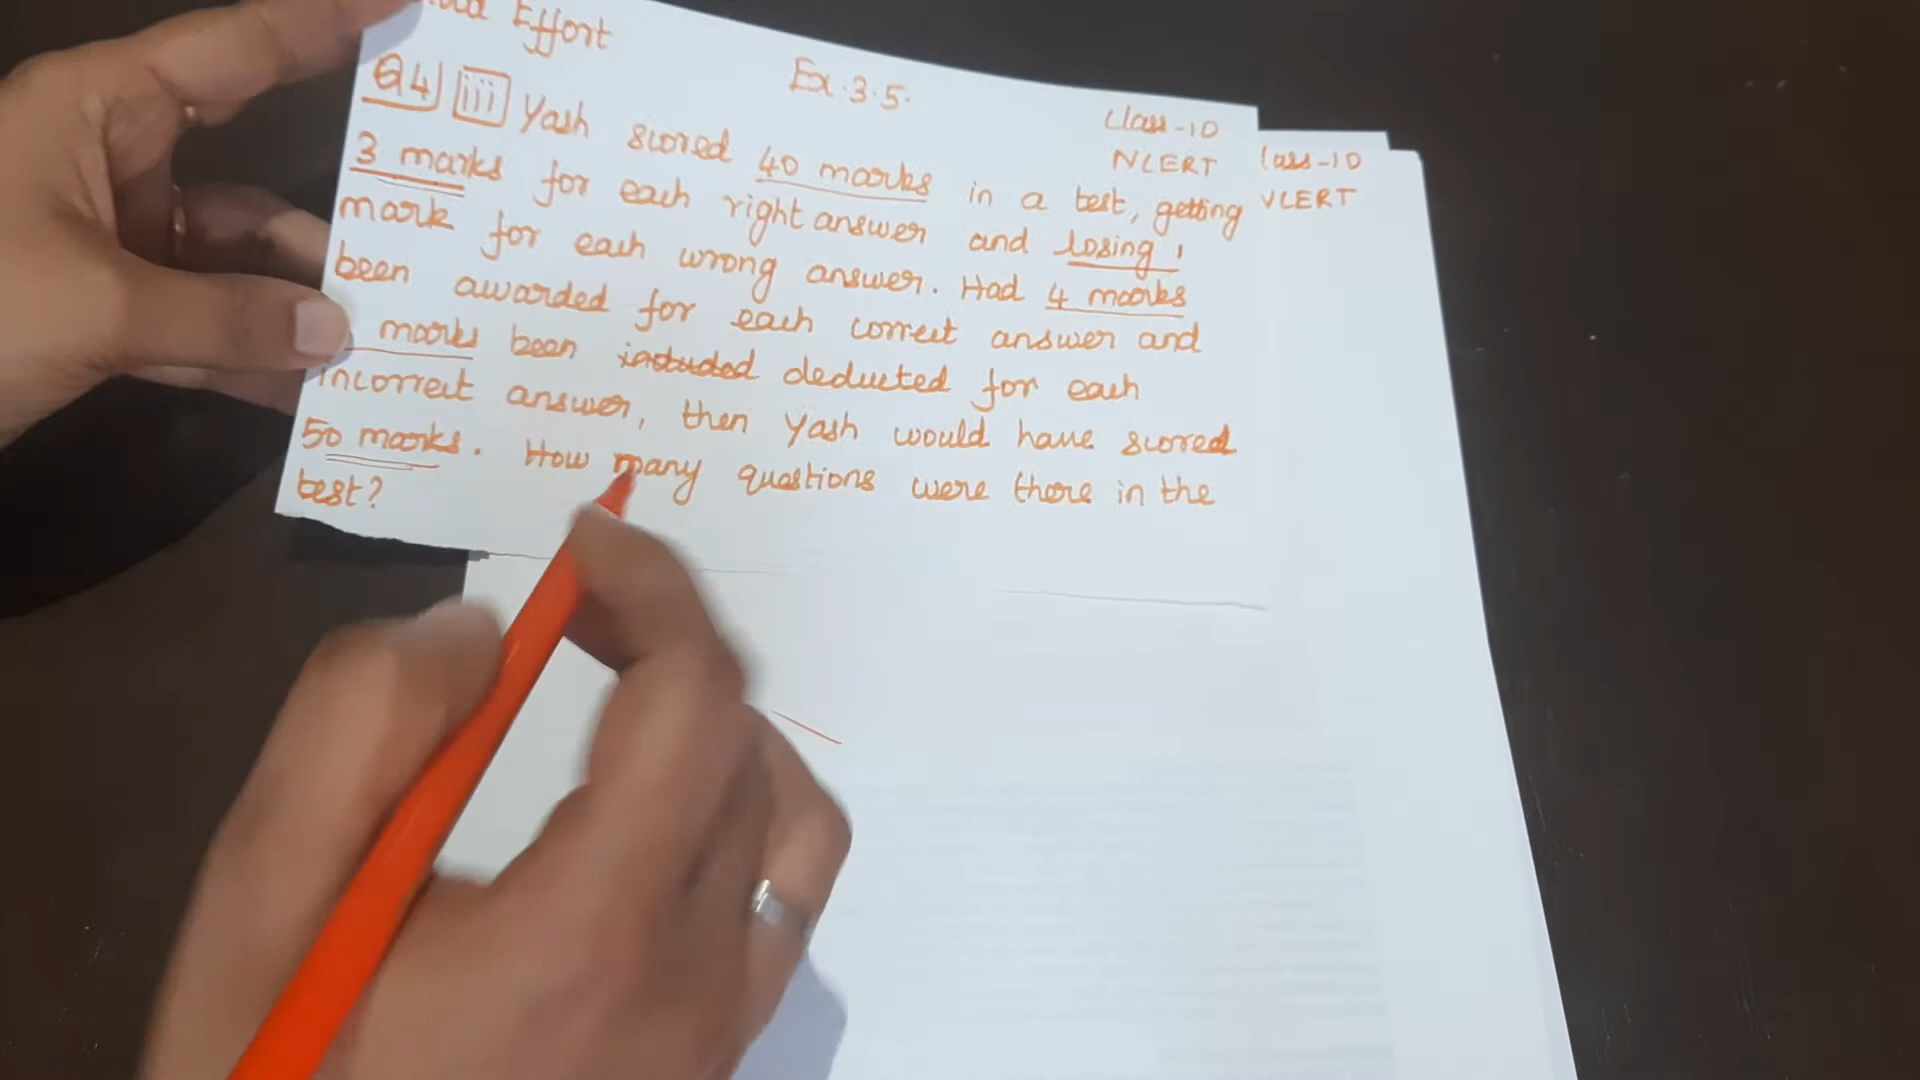 Effort
Ex.3.5.
Class-10
NCERT
Q4 iii Yash scored 40 marks in a test, getting
3 marks for each right answer and losing 1
mark for each wrong answer. Had 4 marks
been awarded for each correct answer and
marks been included deducted for each
incorrect answer, then Yash would have scored
50 marks. How many questions were there in the
test?
lass-10
VCERT